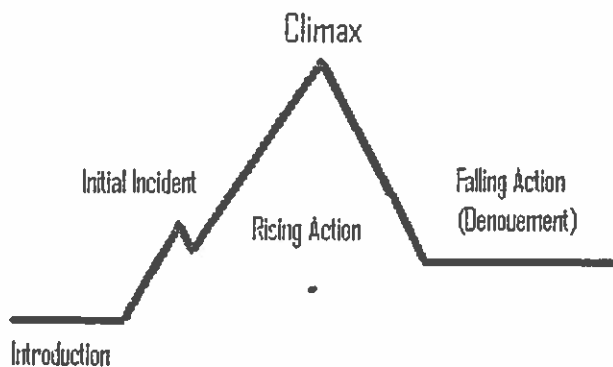 Climax
Initial Incident
Falling Action
(Denouement)
Rising Action
Introduction